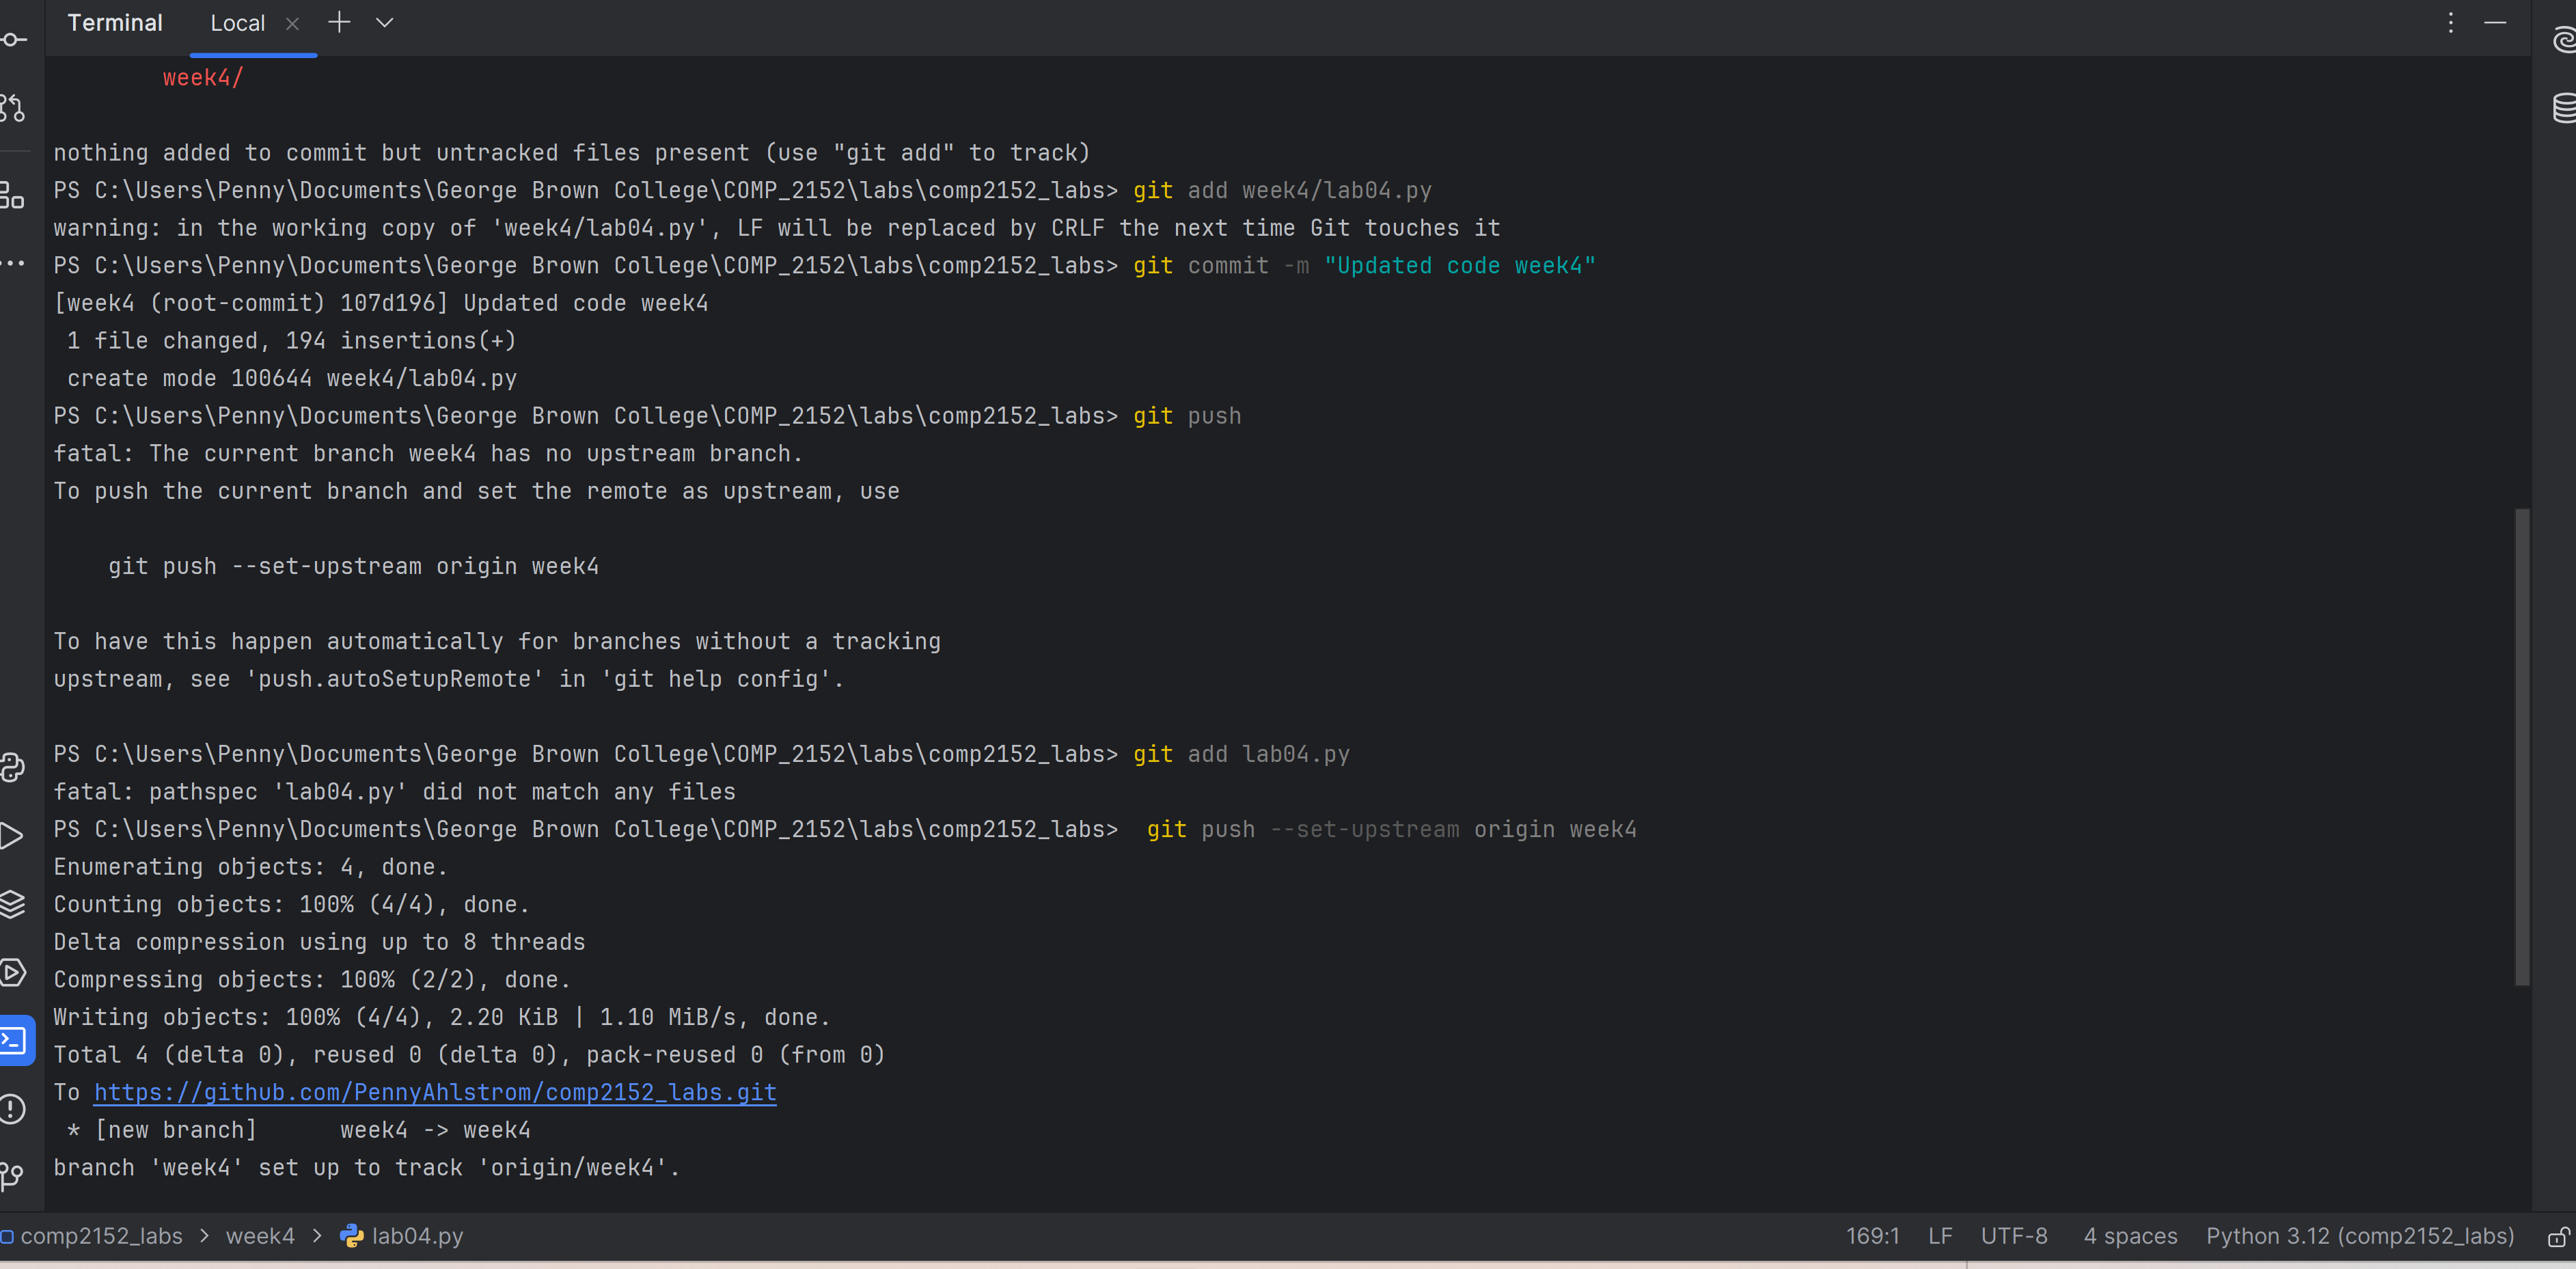 Terminal Local
week4/
nothing added to commit but untracked files present (use "git add" to track)
PS C:\Users\Penny\Documents\George Brown College\COMP_2152\labs\comp2152_labs> git add week4/lab04.py
warning: in the working copy of 'week4/lab04.py', LF will be replaced by CRLF the next time Git touches it
PS C:\Users\Penny\Documents\George Brown College\COMP_2152\labs\comp2152_labs> git commit -m "Updated code week4"
[week4 (root-commit) 107d196] Updated code week4
 1 file changed, 194 insertions(+)
 create mode 100644 week4/lab04.py
PS C:\Users\Penny\Documents\George Brown College\COMP_2152\labs\comp2152_labs> git push
fatal: The current branch week4 has no upstream branch.
To push the current branch and set the remote as upstream, use
    git push --set-upstream origin week4
To have this happen automatically for branches without a tracking
upstream, see 'push.autoSetupRemote' in 'git help config'.
PS C:\Users\Penny\Documents\George Brown College\COMP_2152\labs\comp2152_labs> git add lab04.py
fatal: pathspec 'lab04.py' did not match any files
PS C:\Users\Penny\Documents\George Brown College\COMP_2152\labs\comp2152_labs>  git push --set-upstream origin week4
Enumerating objects: 4, done.
Counting objects: 100% (4/4), done.
Delta compression using up to 8 threads
Compressing objects: 100% (2/2), done.
Writing objects: 100% (4/4), 2.20 KiB | 1.10 MiB/s, done.
Total 4 (delta 0), reused 0 (delta 0), pack-reused 0 (from 0)
To https://github.com/PennyAhlstrom/comp2152_labs.git
 * [new branch]      week4 -> week4
branch 'week4' set up to track 'origin/week4'.
comp2152_labs > week4 > lab04.py 169:1 LF UTF-8 4 spaces Python 3.12 (comp2152_labs)